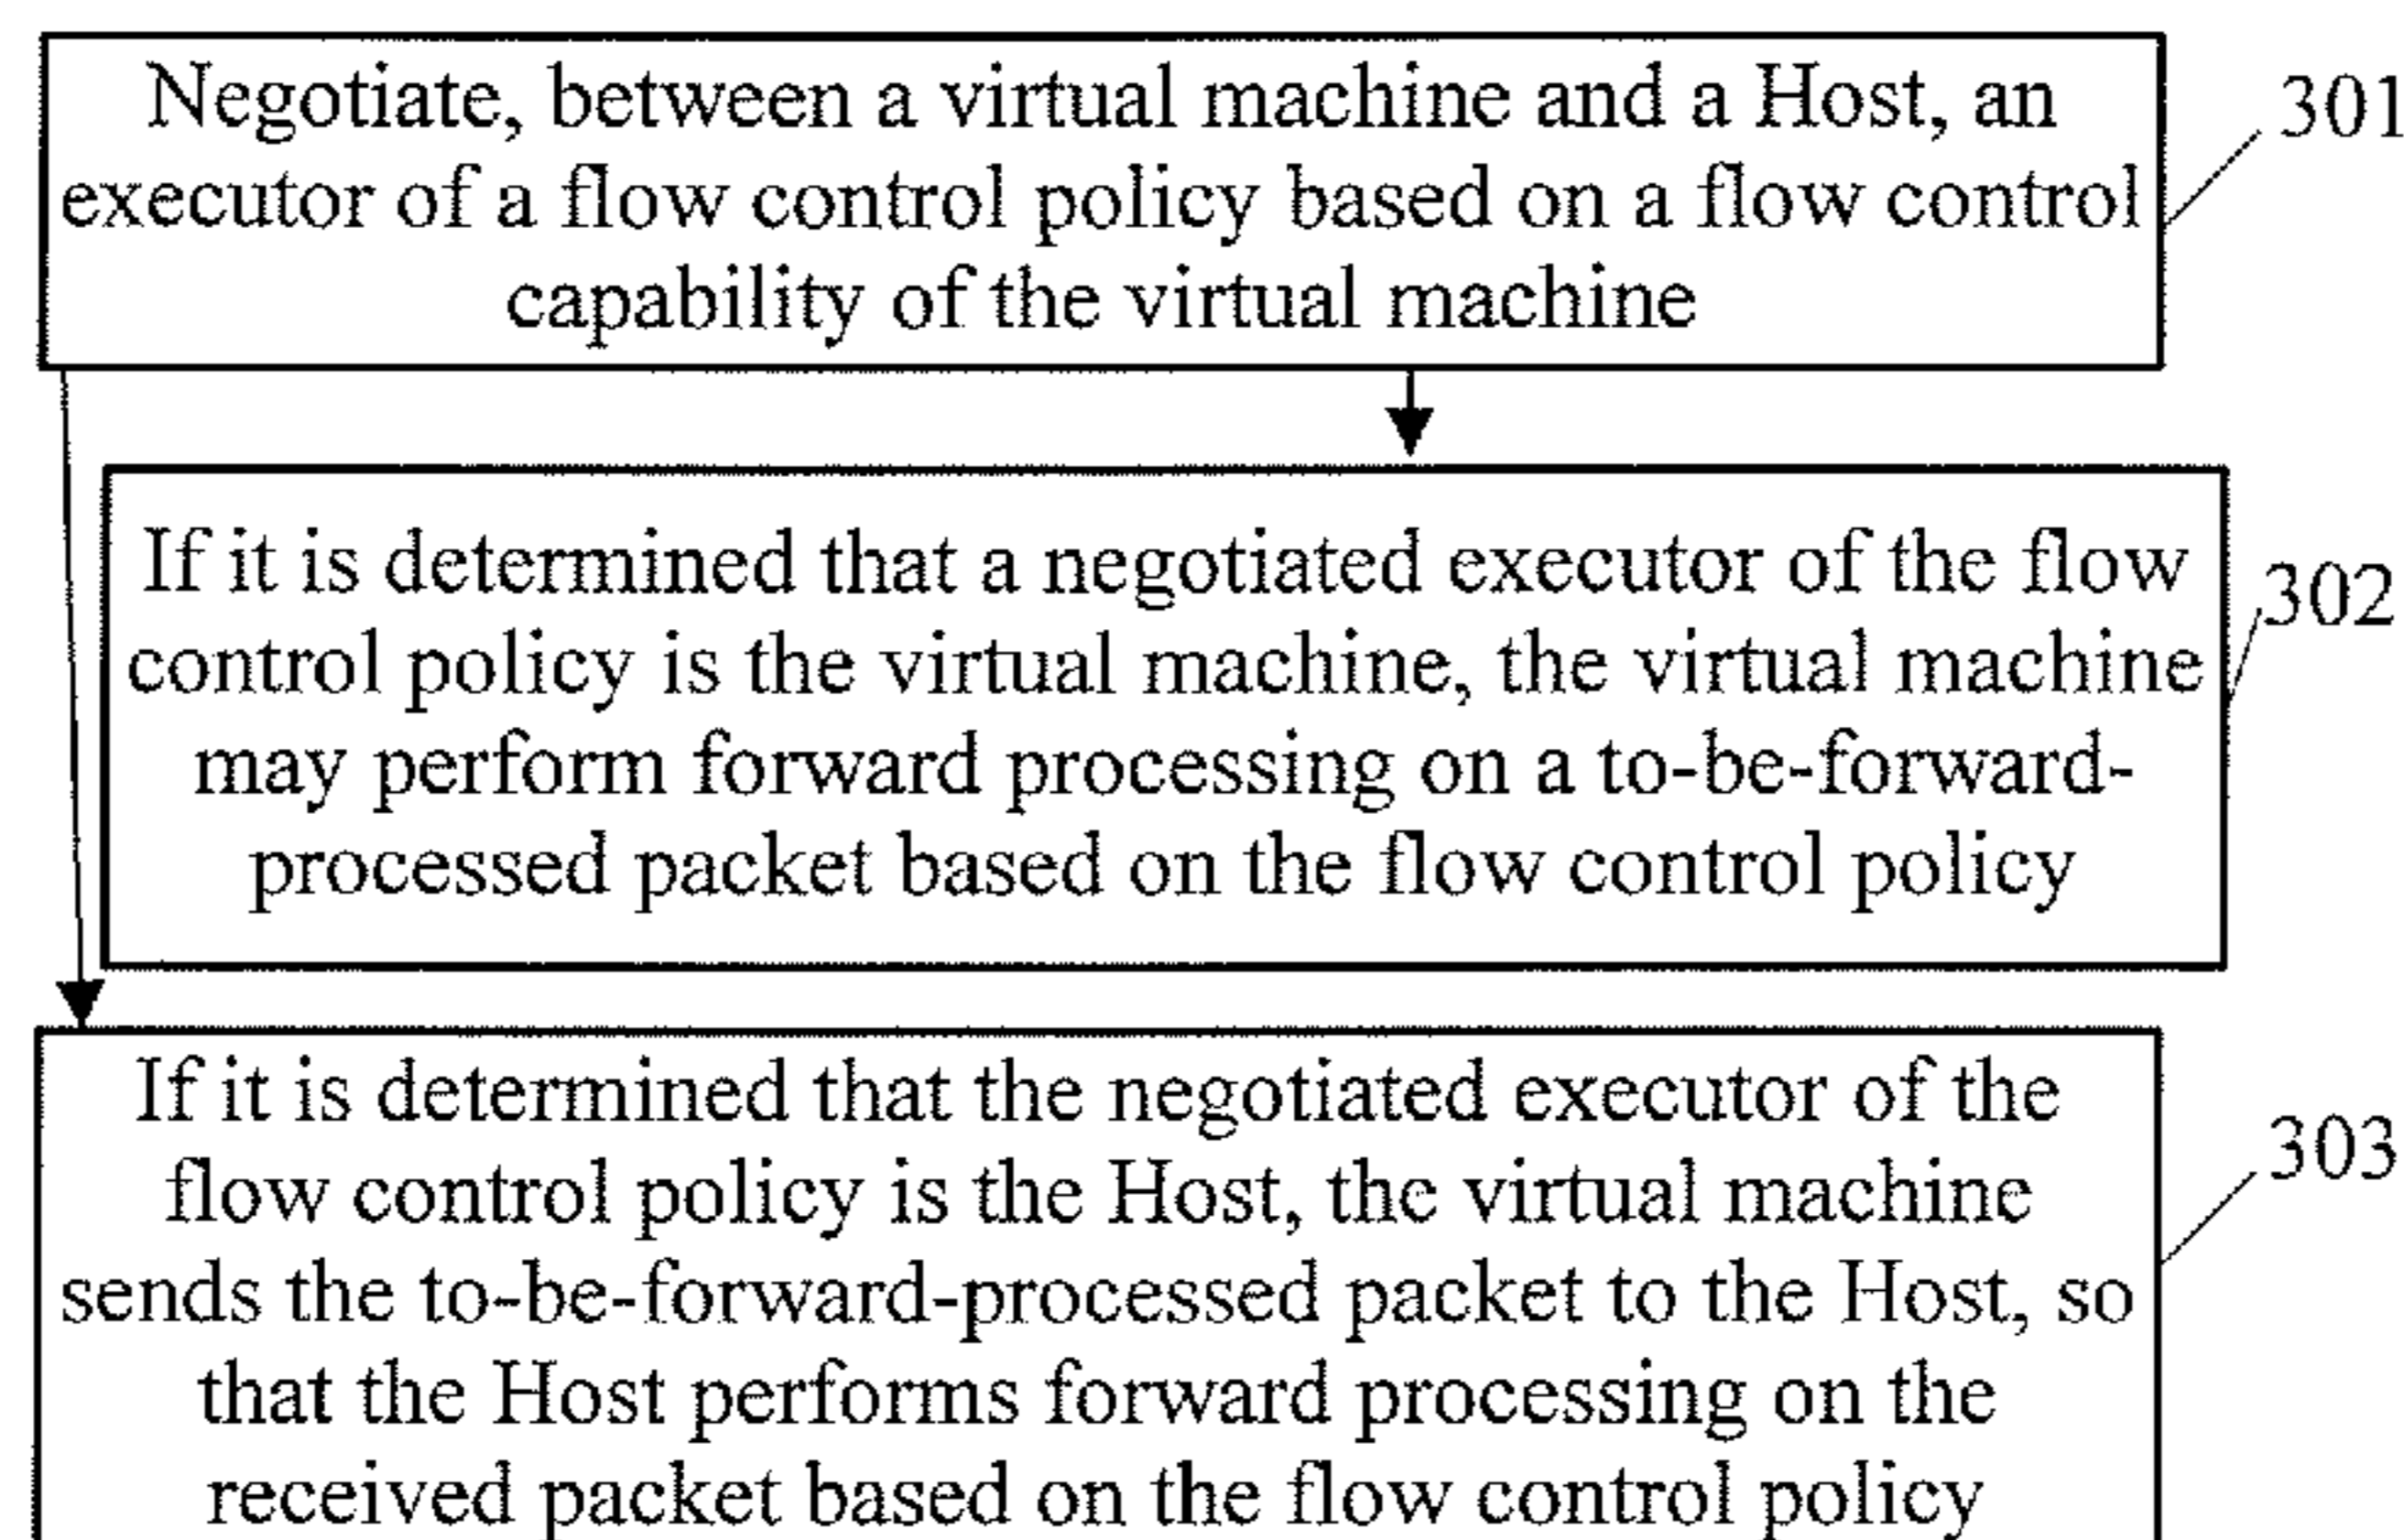 Negotiate, between a virtual machine and a Host, an
executor of a flow control policy based on a flow control
capability of the virtual machine
301
If it is determined that a negotiated executor of the flow
control policy is the virtual machine, the virtual machine
may perform forward processing on a to-be-forward-
processed packet based on the flow control policy
302
If it is determined that the negotiated executor of the
flow control policy is the Host, the virtual machine
sends the to-be-forward-processed packet to the Host, so
that the Host performs forward processing on the
received packet based on the flow control policy
303